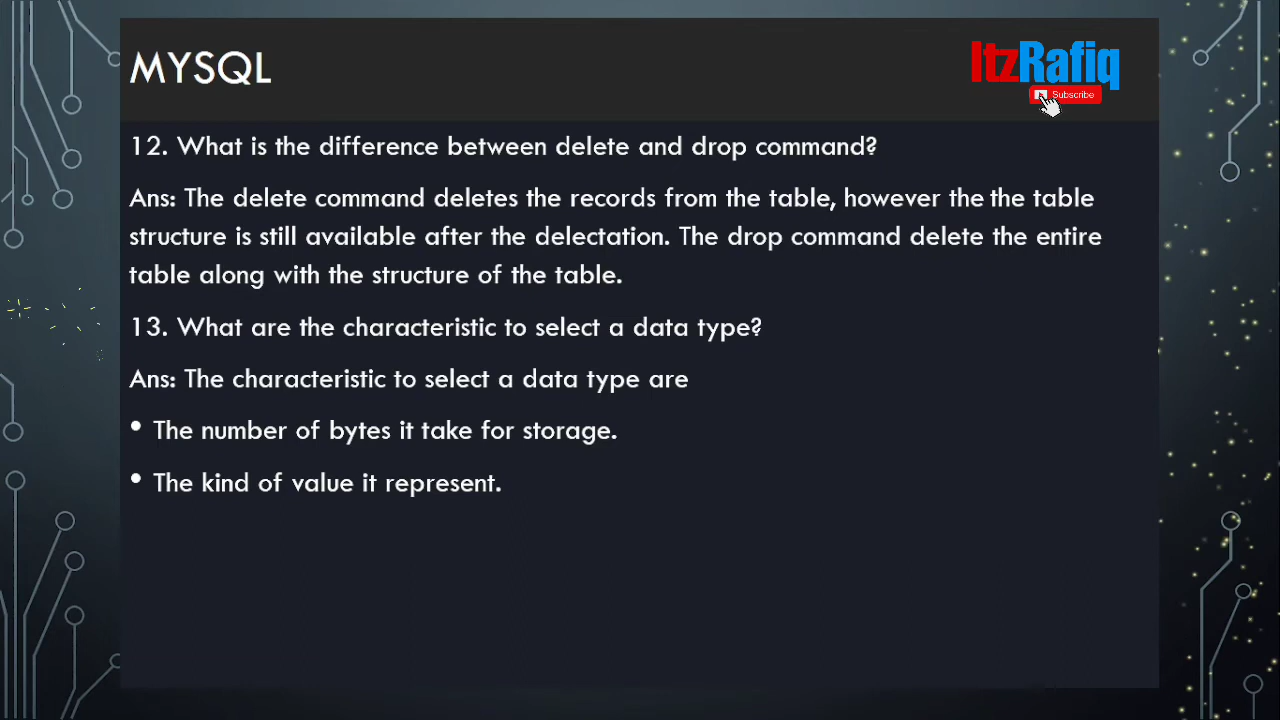 MYSQL
ItzRafiq
Subscribe
12. What is the difference between delete and drop command?
Ans: The delete command deletes the records from the table, however the the table
structure is still available after the delectation. The drop command delete the entire
table along with the structure of the table.
13. What are the characteristic to select a data type?
Ans: The characteristic to select a data type are
• The number of bytes it take for storage.
• The kind of value it represent.